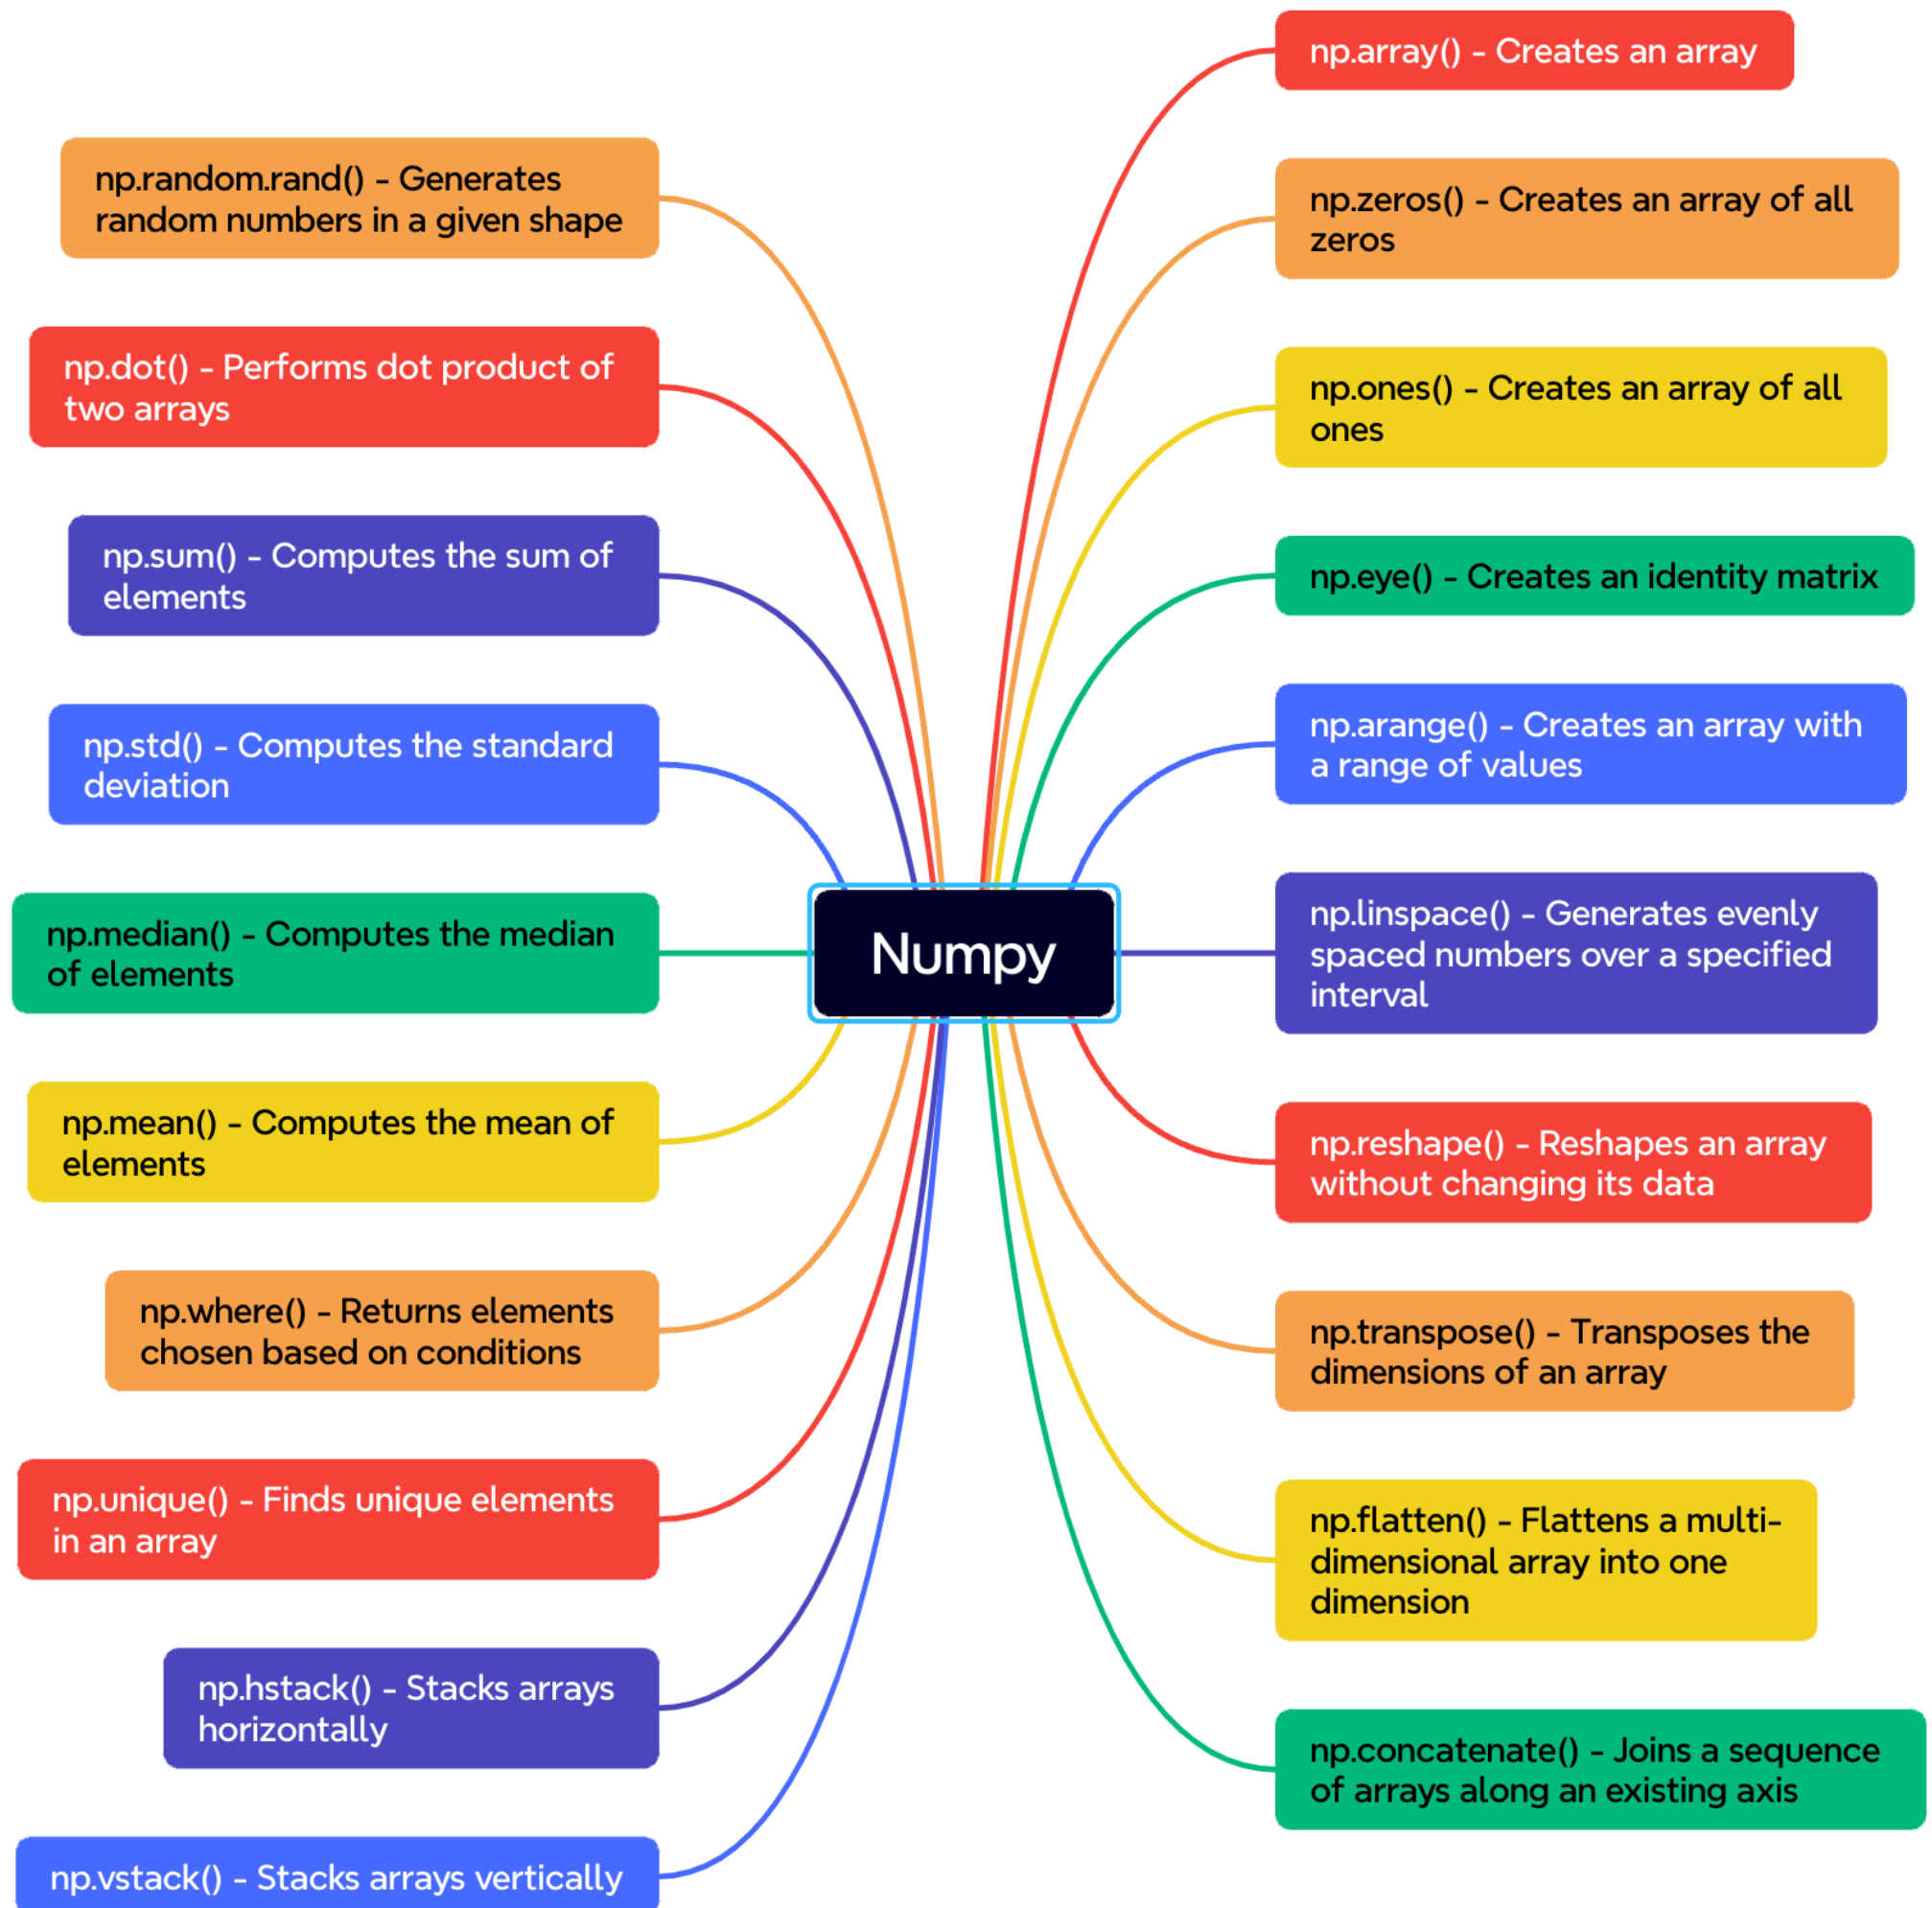 np.array() - Creates an array
np.random.rand() - Generates
random numbers in a given shape
np.zeros() - Creates an array of all
zeros
np.dot() - Performs dot product of
two arrays
np.ones() - Creates an array of all
ones
np.sum() - Computes the sum of
elements
np.eye() - Creates an identity matrix
np.std() - Computes the standard
deviation
np.arange() - Creates an array with
a range of values
np.median() - Computes the median
of elements
Numpy
np.linspace() - Generates evenly
spaced numbers over a specified
interval
np.mean() - Computes the mean of
elements
np.reshape() - Reshapes an array
without changing its data
np.where() - Returns elements
chosen based on conditions
np.transpose() - Transposes the
dimensions of an array
np.unique() - Finds unique elements
in an array
np.flatten() - Flattens a multi-
dimensional array into one
dimension
np.hstack() - Stacks arrays
horizontally
np.concatenate() - Joins a sequence
of arrays along an existing axis
np.vstack() - Stacks arrays vertically